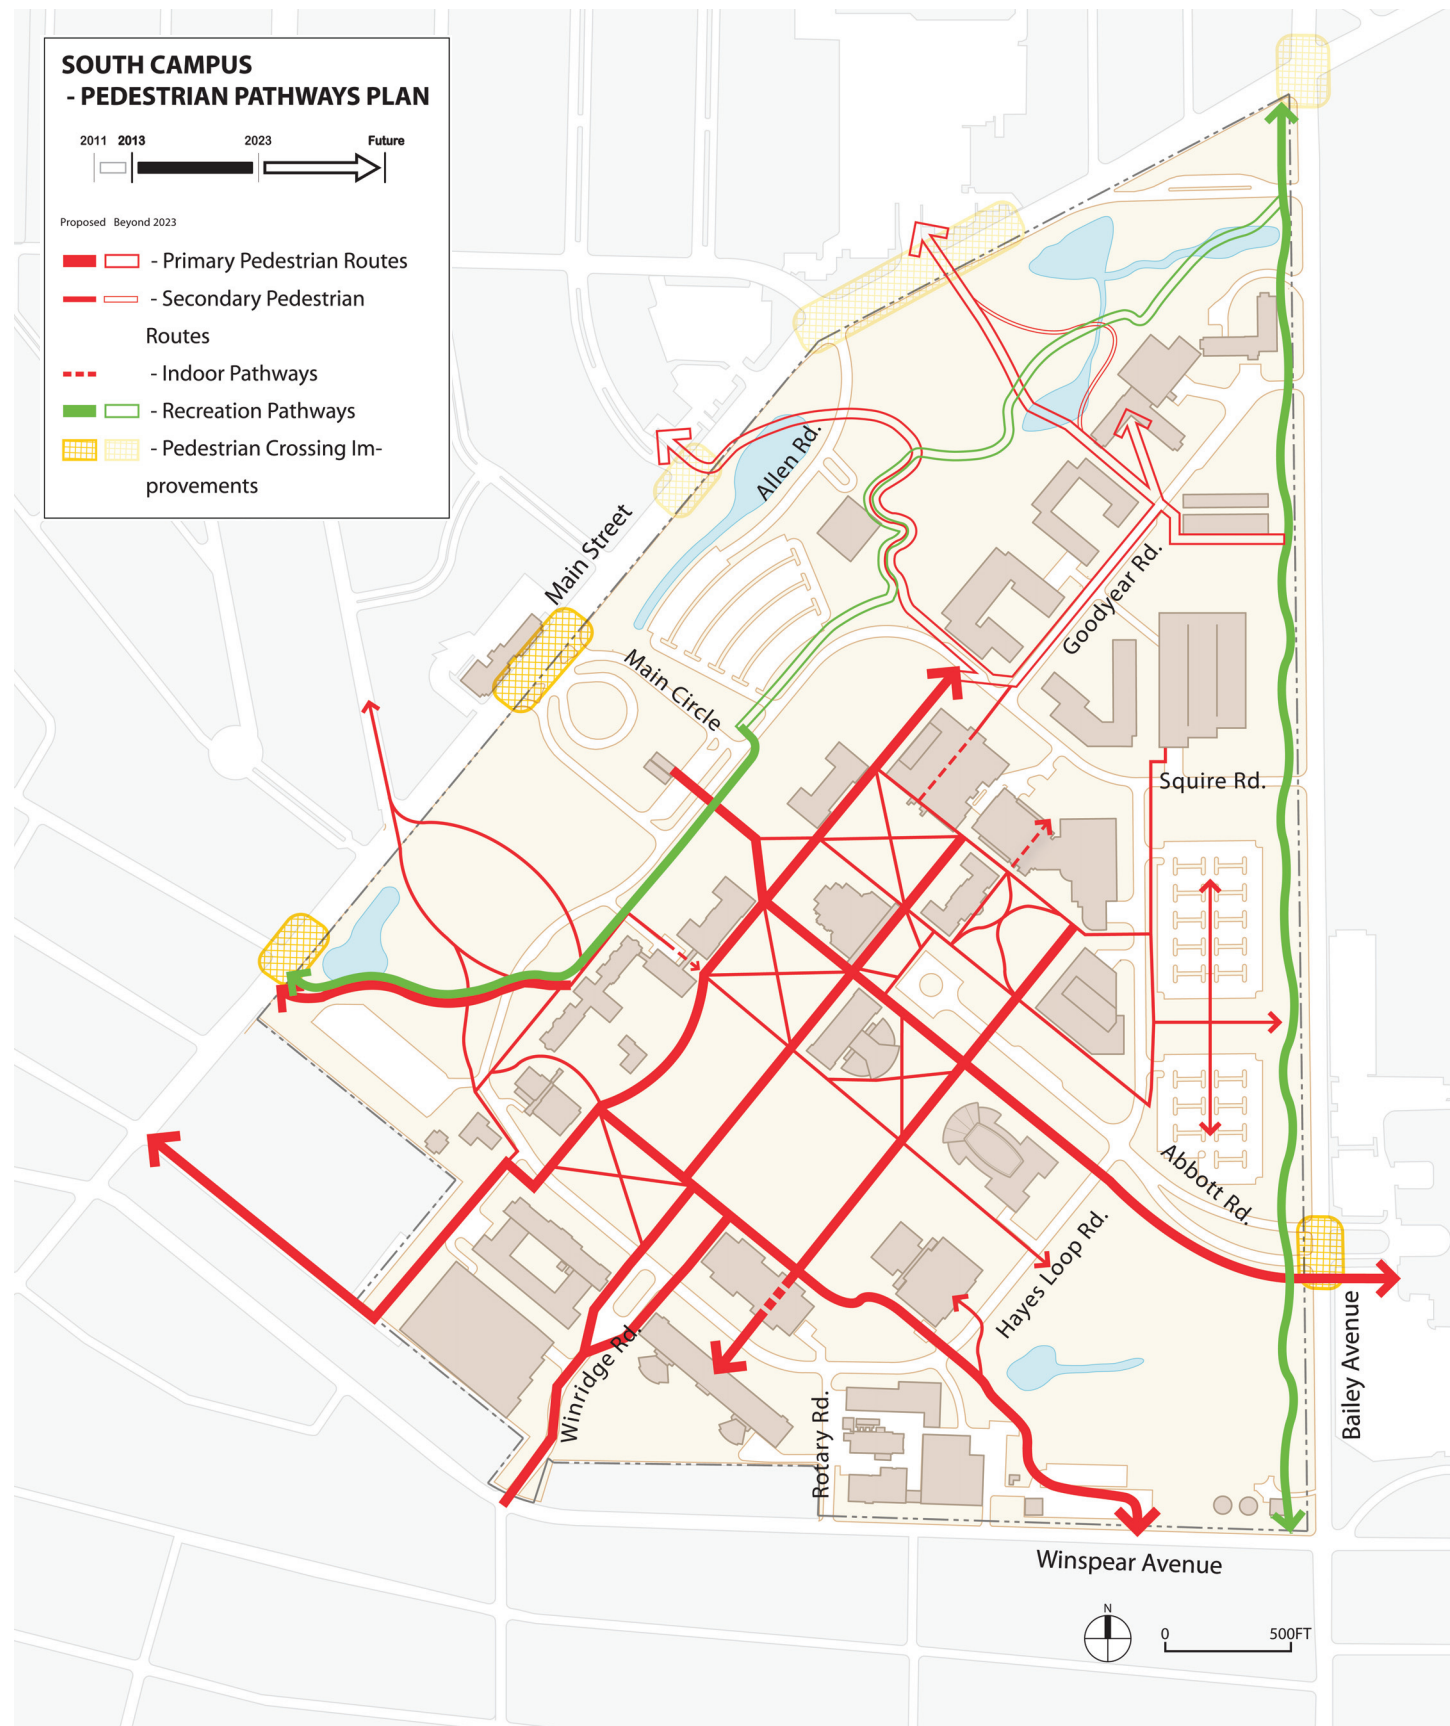 SOUTH CAMPUS
- PEDESTRIAN PATHWAYS PLAN
2011 2013 2023 Future
Proposed Beyond 2023
- Primary Pedestrian Routes
- Secondary Pedestrian
Routes
- Indoor Pathways
- Recreation Pathways
- Pedestrian Crossing Im-
provements
Allen Rd.
Main Street
Goodyear Rd.
Main Circle
Squire Rd.
Abbott Rd.
Hayes Loop Rd.
Winridge Rd.
Rotary Rd.
Bailey Avenue
Winspear Avenue
N
0 500FT